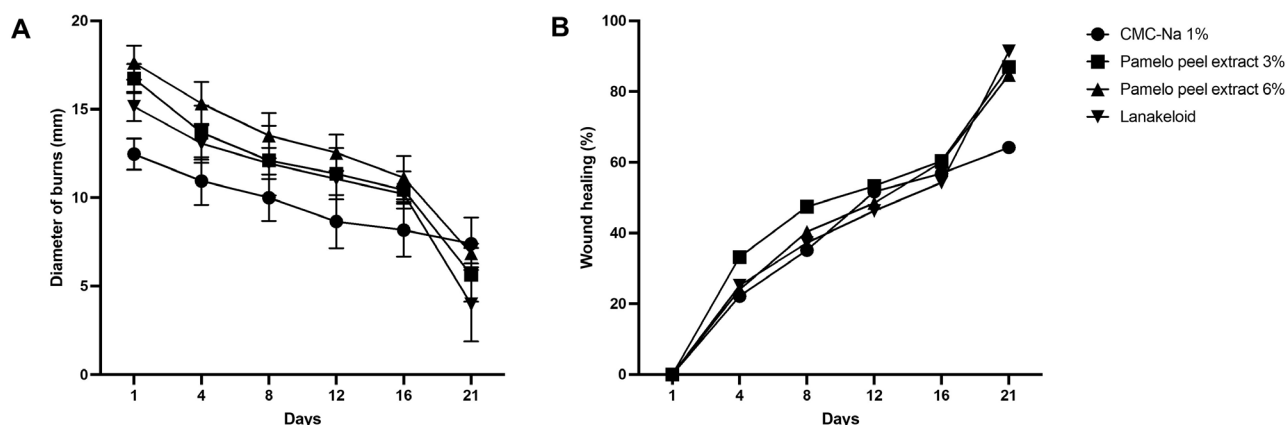 A
Diameter of burns (mm)
20
15
10
5
0
1 4 8 12 16 21
Days
B
Wound healing (%)
100
80
60
40
20
0
1 4 8 12 16 21
Days
CMC-Na 1%
Pamelo peel extract 3%
Pamelo peel extract 6%
Lanakeloid